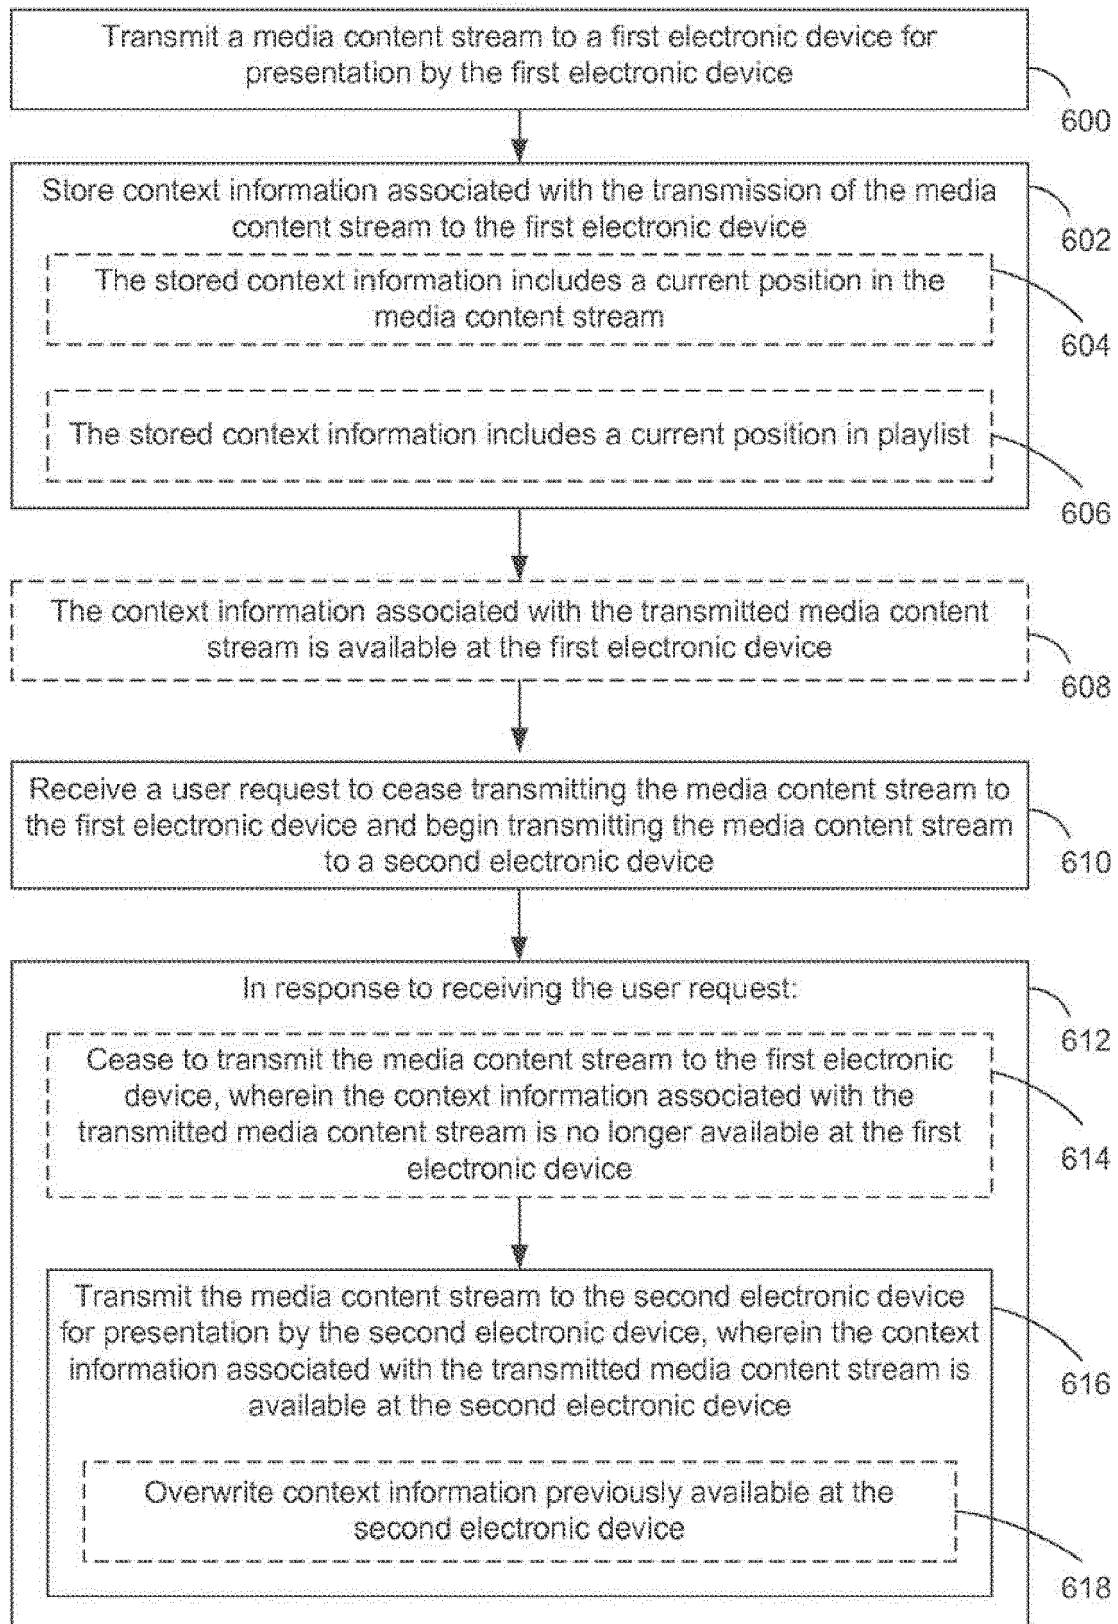 Transmit a media content stream to a first electronic device for
presentation by the first electronic device
600
Store context information associated with the transmission of the media
content stream to the first electronic device
602
The stored context information includes a current position in the
media content stream
604
The stored context information includes a current position in playlist
606
The context information associated with the transmitted media content
stream is available at the first electronic device
608
Receive a user request to cease transmitting the media content stream to
the first electronic device and begin transmitting the media content stream
to a second electronic device
610
In response to receiving the user request:
612
Cease to transmit the media content stream to the first electronic
device, wherein the context information associated with the
transmitted media content stream is no longer available at the first
electronic device
614
Transmit the media content stream to the second electronic device
for presentation by the second electronic device, wherein the context
information associated with the transmitted media content stream is
available at the second electronic device
616
Overwrite context information previously available at the
second electronic device
618